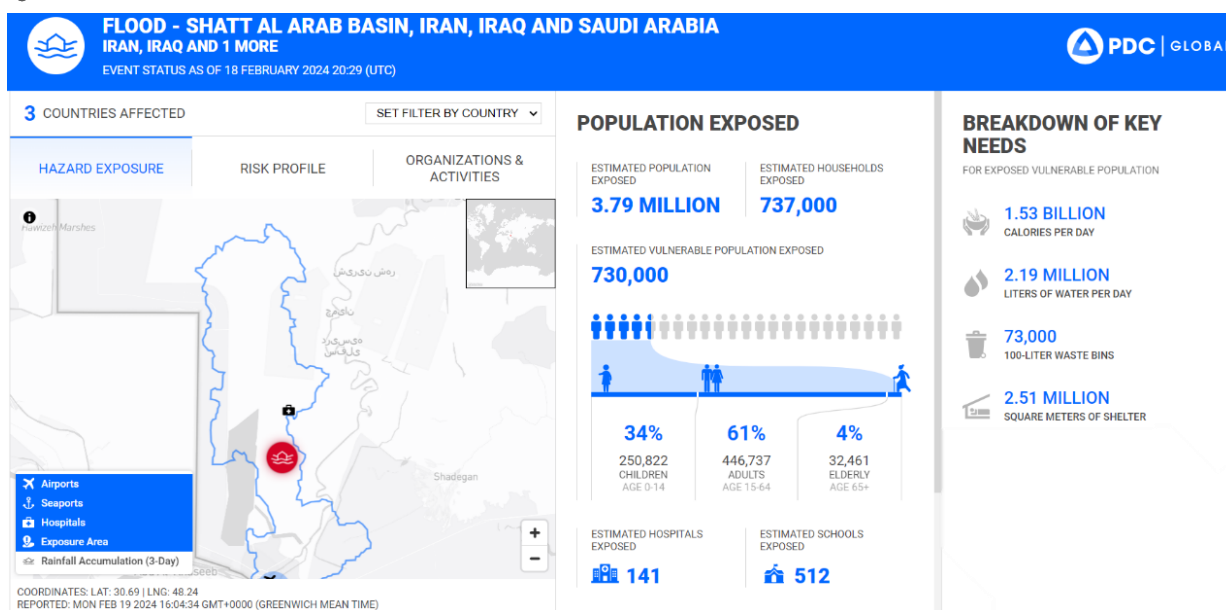 FLOOD - SHATT AL ARAB BASIN, IRAN, IRAQ AND SAUDI ARABIA
IRAN, IRAQ AND 1 MORE
EVENT STATUS AS OF 18 FEBRUARY 2024 20:29 (UTC)
PDC | GLOBAL
3 COUNTRIES AFFECTED
SET FILTER BY COUNTRY
HAZARD EXPOSURE
RISK PROFILE
ORGANIZATIONS &
ACTIVITIES
Hawizeh Marshes
Shadegan
Airports
Seaports
Hospitals
Exposure Area
Rainfall Accumulation (3-Day)
+
−
COORDINATES: LAT: 30.69 | LNG: 48.24
REPORTED: MON FEB 19 2024 16:04:34 GMT+0000 (GREENWICH MEAN TIME)
POPULATION EXPOSED
ESTIMATED POPULATION
EXPOSED
3.79 MILLION
ESTIMATED HOUSEHOLDS
EXPOSED
737,000
ESTIMATED VULNERABLE POPULATION EXPOSED
730,000
34%
250,822
CHILDREN
AGE 0-14
61%
446,737
ADULTS
AGE 15-64
4%
32,461
ELDERLY
AGE 65+
ESTIMATED HOSPITALS
EXPOSED
141
ESTIMATED SCHOOLS
EXPOSED
512
BREAKDOWN OF KEY
NEEDS
FOR EXPOSED VULNERABLE POPULATION
1.53 BILLION
CALORIES PER DAY
2.19 MILLION
LITERS OF WATER PER DAY
73,000
100-LITER WASTE BINS
2.51 MILLION
SQUARE METERS OF SHELTER